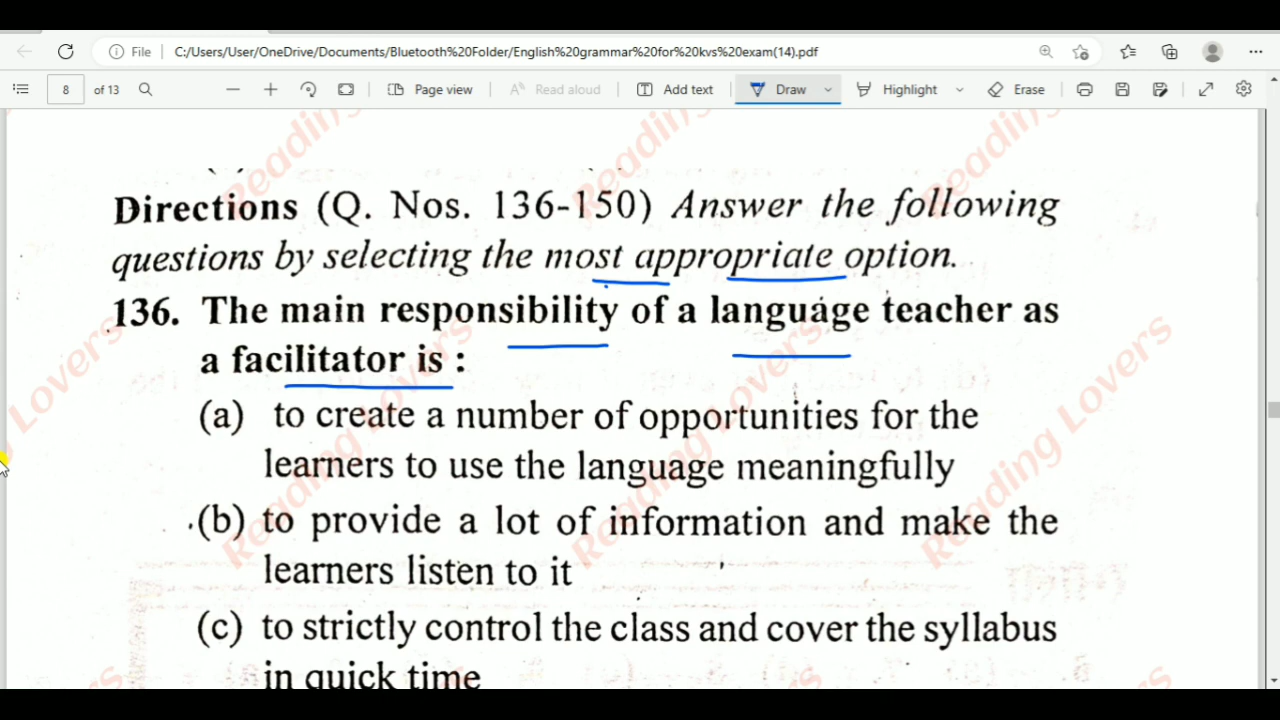 File C:/Users/User/OneDrive/Documents/Bluetooth%20Folder/English%20grammar%20for%20kvs%20exam(14).pdf
8 of 13 Page view Read aloud Add text Draw Highlight Erase
Directions (Q. Nos. 136-150) Answer the following
questions by selecting the most appropriate option.
136. The main responsibility of a language teacher as
a facilitator is :
(a) to create a number of opportunities for the
learners to use the language meaningfully
(b) to provide a lot of information and make the
learners listen to it
(c) to strictly control the class and cover the syllabus
in quick time
Reading Lovers